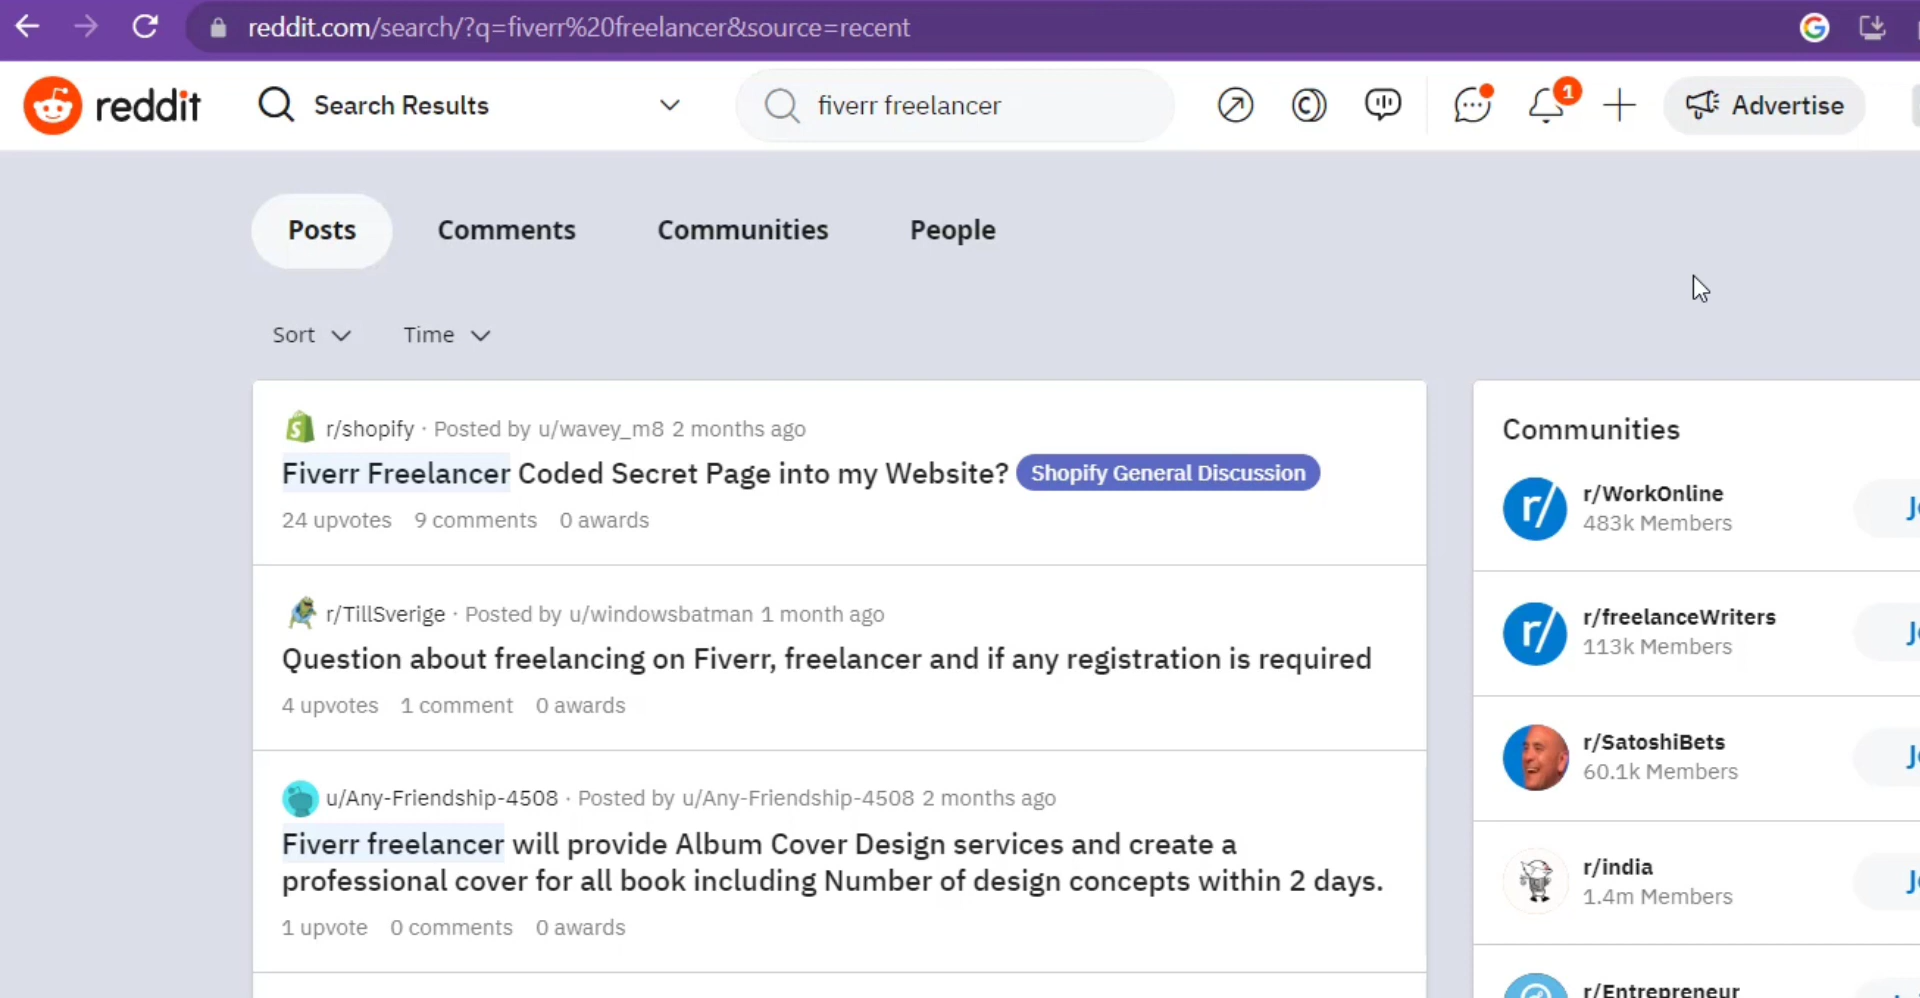 reddit.com/search/?q=fiverr%20freelancer&source=recent
reddit
Search Results
fiverr freelancer
1
Advertise
Posts
Comments
Communities
People
Sort
Time
r/shopify · Posted by u/wavey_m8 2 months ago
Fiverr Freelancer Coded Secret Page into my Website? Shopify General Discussion
24 upvotes 9 comments 0 awards
r/TillSverige · Posted by u/windowsbatman 1 month ago
Question about freelancing on Fiverr, freelancer and if any registration is required
4 upvotes 1 comment 0 awards
u/Any-Friendship-4508 · Posted by u/Any-Friendship-4508 2 months ago
Fiverr freelancer will provide Album Cover Design services and create a
professional cover for all book including Number of design concepts within 2 days.
1 upvote 0 comments 0 awards
Communities
r/
r/WorkOnline
483k Members
r/
r/freelanceWriters
113k Members
r/SatoshiBets
60.1k Members
r/india
1.4m Members
r/Entrepreneur